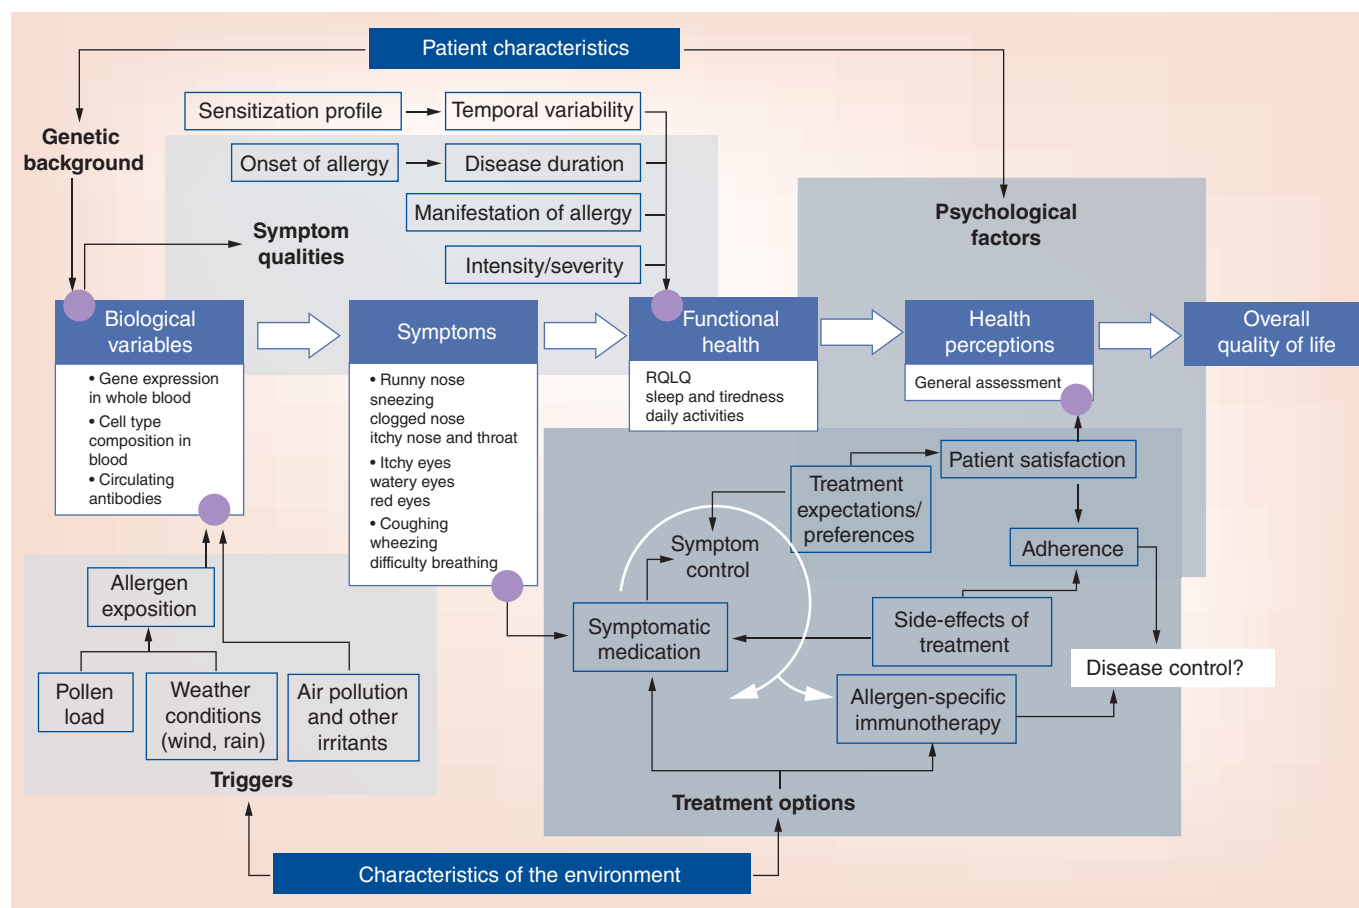 Patient characteristics
Sensitization profile
Temporal variability
Genetic
background
Onset of allergy
Disease duration
Manifestation of allergy
Symptom
qualities
Intensity/severity
Psychological
factors
Biological
variables
• Gene expression
in whole blood
• Cell type
composition in
blood
• Circulating
antibodies
Symptoms
• Runny nose
sneezing
clogged nose
itchy nose and throat
• Itchy eyes
watery eyes
red eyes
• Coughing
wheezing
difficulty breathing
Functional
health
RQLQ
sleep and tiredness
daily activities
Health
perceptions
General assessment
Overall
quality of life
Patient satisfaction
Treatment
expectations/
preferences
Symptom
control
Adherence
Symptomatic
medication
Side-effects of
treatment
Disease control?
Allergen-specific
immunotherapy
Treatment options
Allergen
exposition
Pollen
load
Weather
conditions
(wind, rain)
Air pollution
and other
irritants
Triggers
Characteristics of the environment